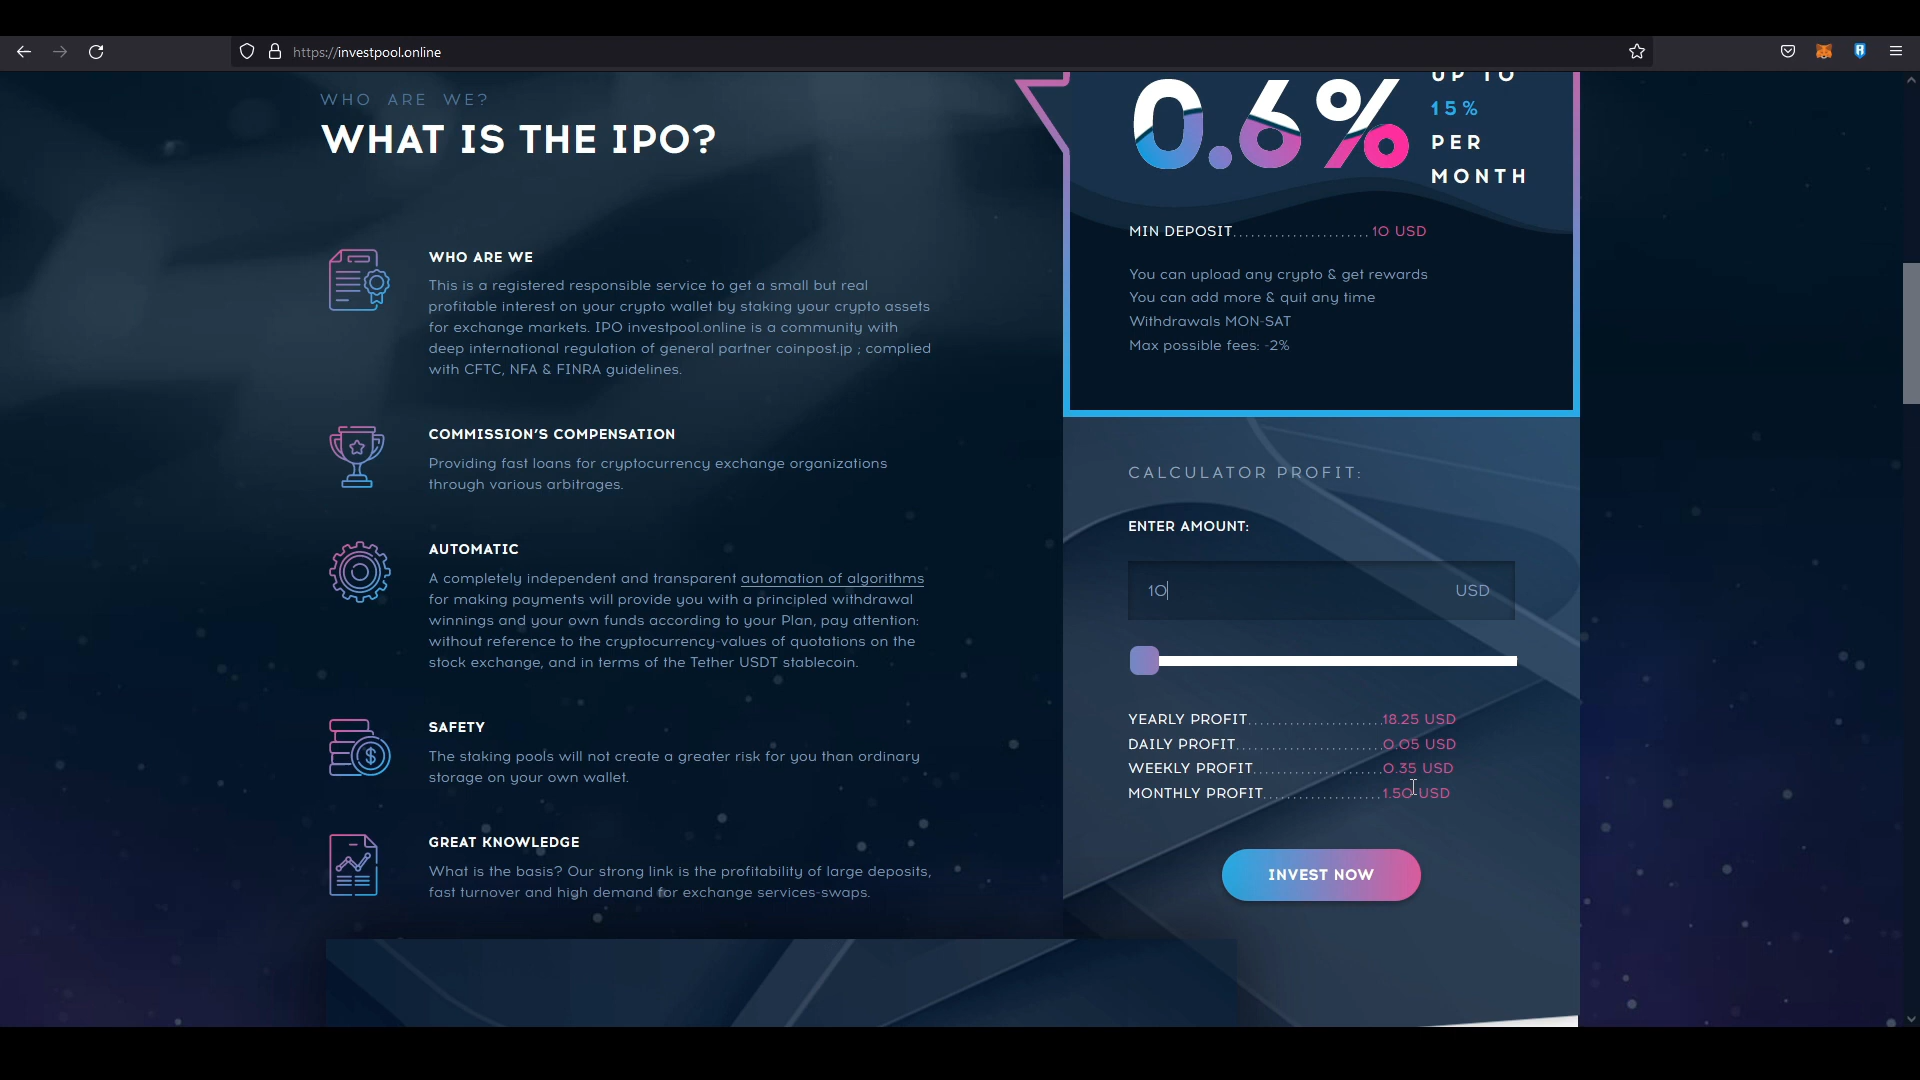 https://investpool.online
WHO ARE WE?
WHAT IS THE IPO?
WHO ARE WE
This is a registered responsible service to get a small but real
profitable interest on your crypto wallet by staking your crypto assets
for exchange markets. IPO investpool.online is a community with
deep international regulation of general partner coinpost.jp ; complied
with CFTC, NFA & FINRA guidelines.
COMMISSION'S COMPENSATION
Providing fast loans for cryptocurrency exchange organizations
through various arbitrages.
AUTOMATIC
A completely independent and transparent automation of algorithms
for making payments will provide you with a principled withdrawal
winnings and your own funds according to your Plan, pay attention:
without reference to the cryptocurrency-values of quotations on the
stock exchange, and in terms of the Tether USDT stablecoin.
SAFETY
The staking pools will not create a greater risk for you than ordinary
storage on your own wallet.
GREAT KNOWLEDGE
What is the basis? Our strong link is the profitability of large deposits,
fast turnover and high demand for exchange services-swaps.
0.6%
UP TO
15%
PER
MONTH
MIN DEPOSIT.......................10 USD
You can upload any crypto & get rewards
You can add more & quit any time
Withdrawals MON-SAT
Max possible fees: -2%
CALCULATOR PROFIT:
ENTER AMOUNT:
10 USD
YEARLY PROFIT.......................18.25 USD
DAILY PROFIT.........................0.05 USD
WEEKLY PROFIT......................0.35 USD
MONTHLY PROFIT....................1.50 USD
INVEST NOW